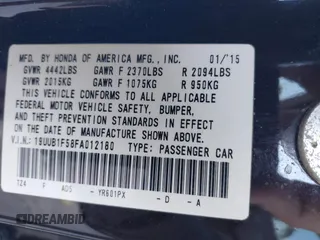 MFD. BY HONDA OF AMERICA MFG., INC. 01/'15
GVWR 4442LBS GAWR F 2370LBS R 2094LBS
GVWR 2015KG GAWR F 1075KG R 950KG
THIS VEHICLE CONFORMS TO ALL APPLICABLE
FEDERAL MOTOR VEHICLE SAFETY, BUMPER,
AND THEFT PREVENTION STANDARDS IN EFFECT
ON THE DATE OF MANUFACTURE SHOWN ABOVE.
V.I.N.: 19UUB1F58FA012180 TYPE: PASSENGER CAR
TZ4 P ADS - YR601PX - D - A
DREAMBID